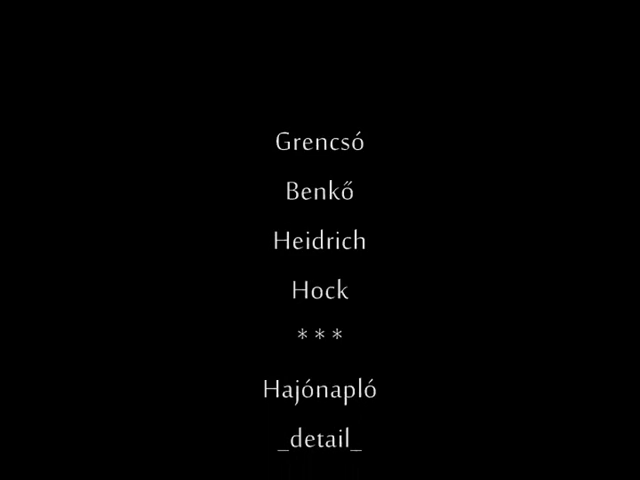 Grencsó
Benkő
Heidrich
Hock
* * *
Hajónapló
_detail_